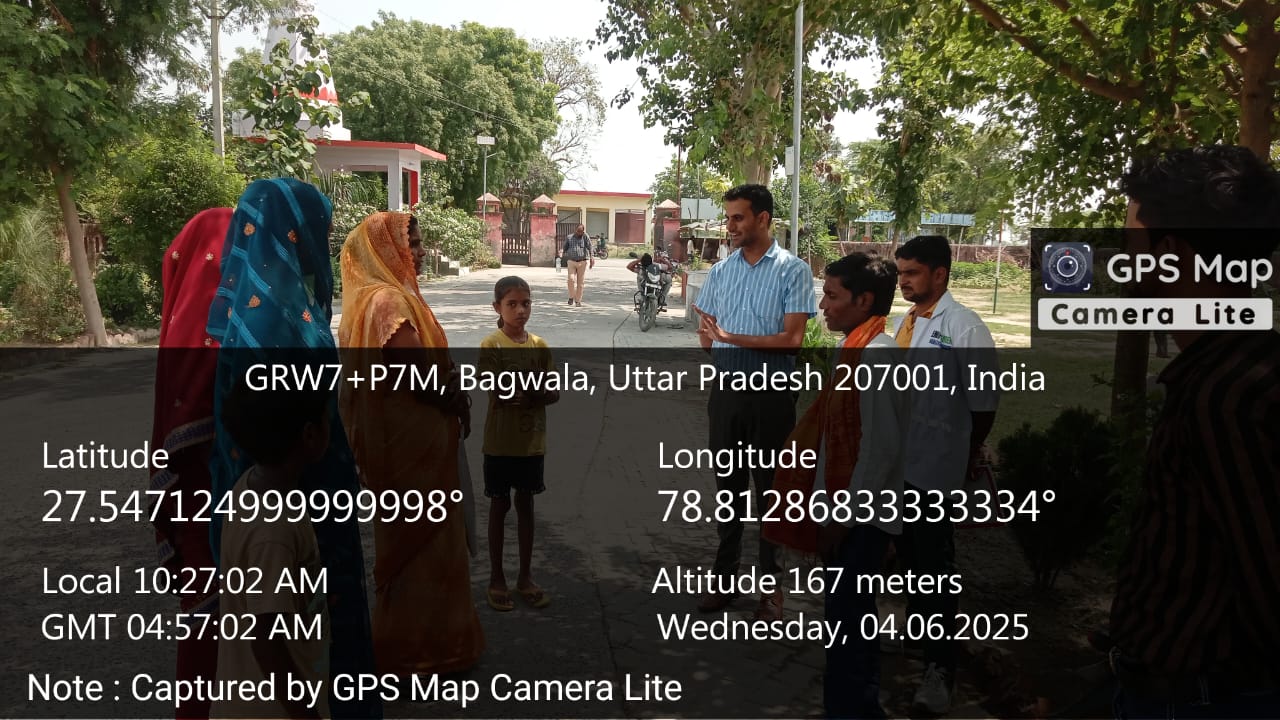 GPS Map
Camera Lite
GRW7+P7M, Bagwala, Uttar Pradesh 207001, India
Latitude
27.547124999999998°
Longitude
78.81286833333334°
Local 10:27:02 AM
GMT 04:57:02 AM
Altitude 167 meters
Wednesday, 04.06.2025
Note : Captured by GPS Map Camera Lite